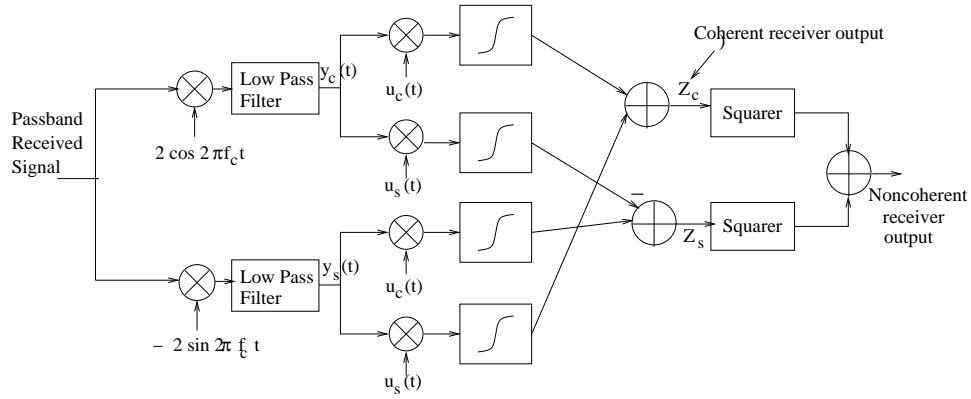 Coherent receiver output
Low Pass
Filter
y_c(t)
u_c(t)
Z_c
Squarer
Passband
Received
Signal
2 cos 2πf_c t
u_s(t)
−
Noncoherent
receiver
output
Low Pass
Filter
y_s(t)
u_c(t)
Z_s
Squarer
− 2 sin 2π f_c t
u_s(t)